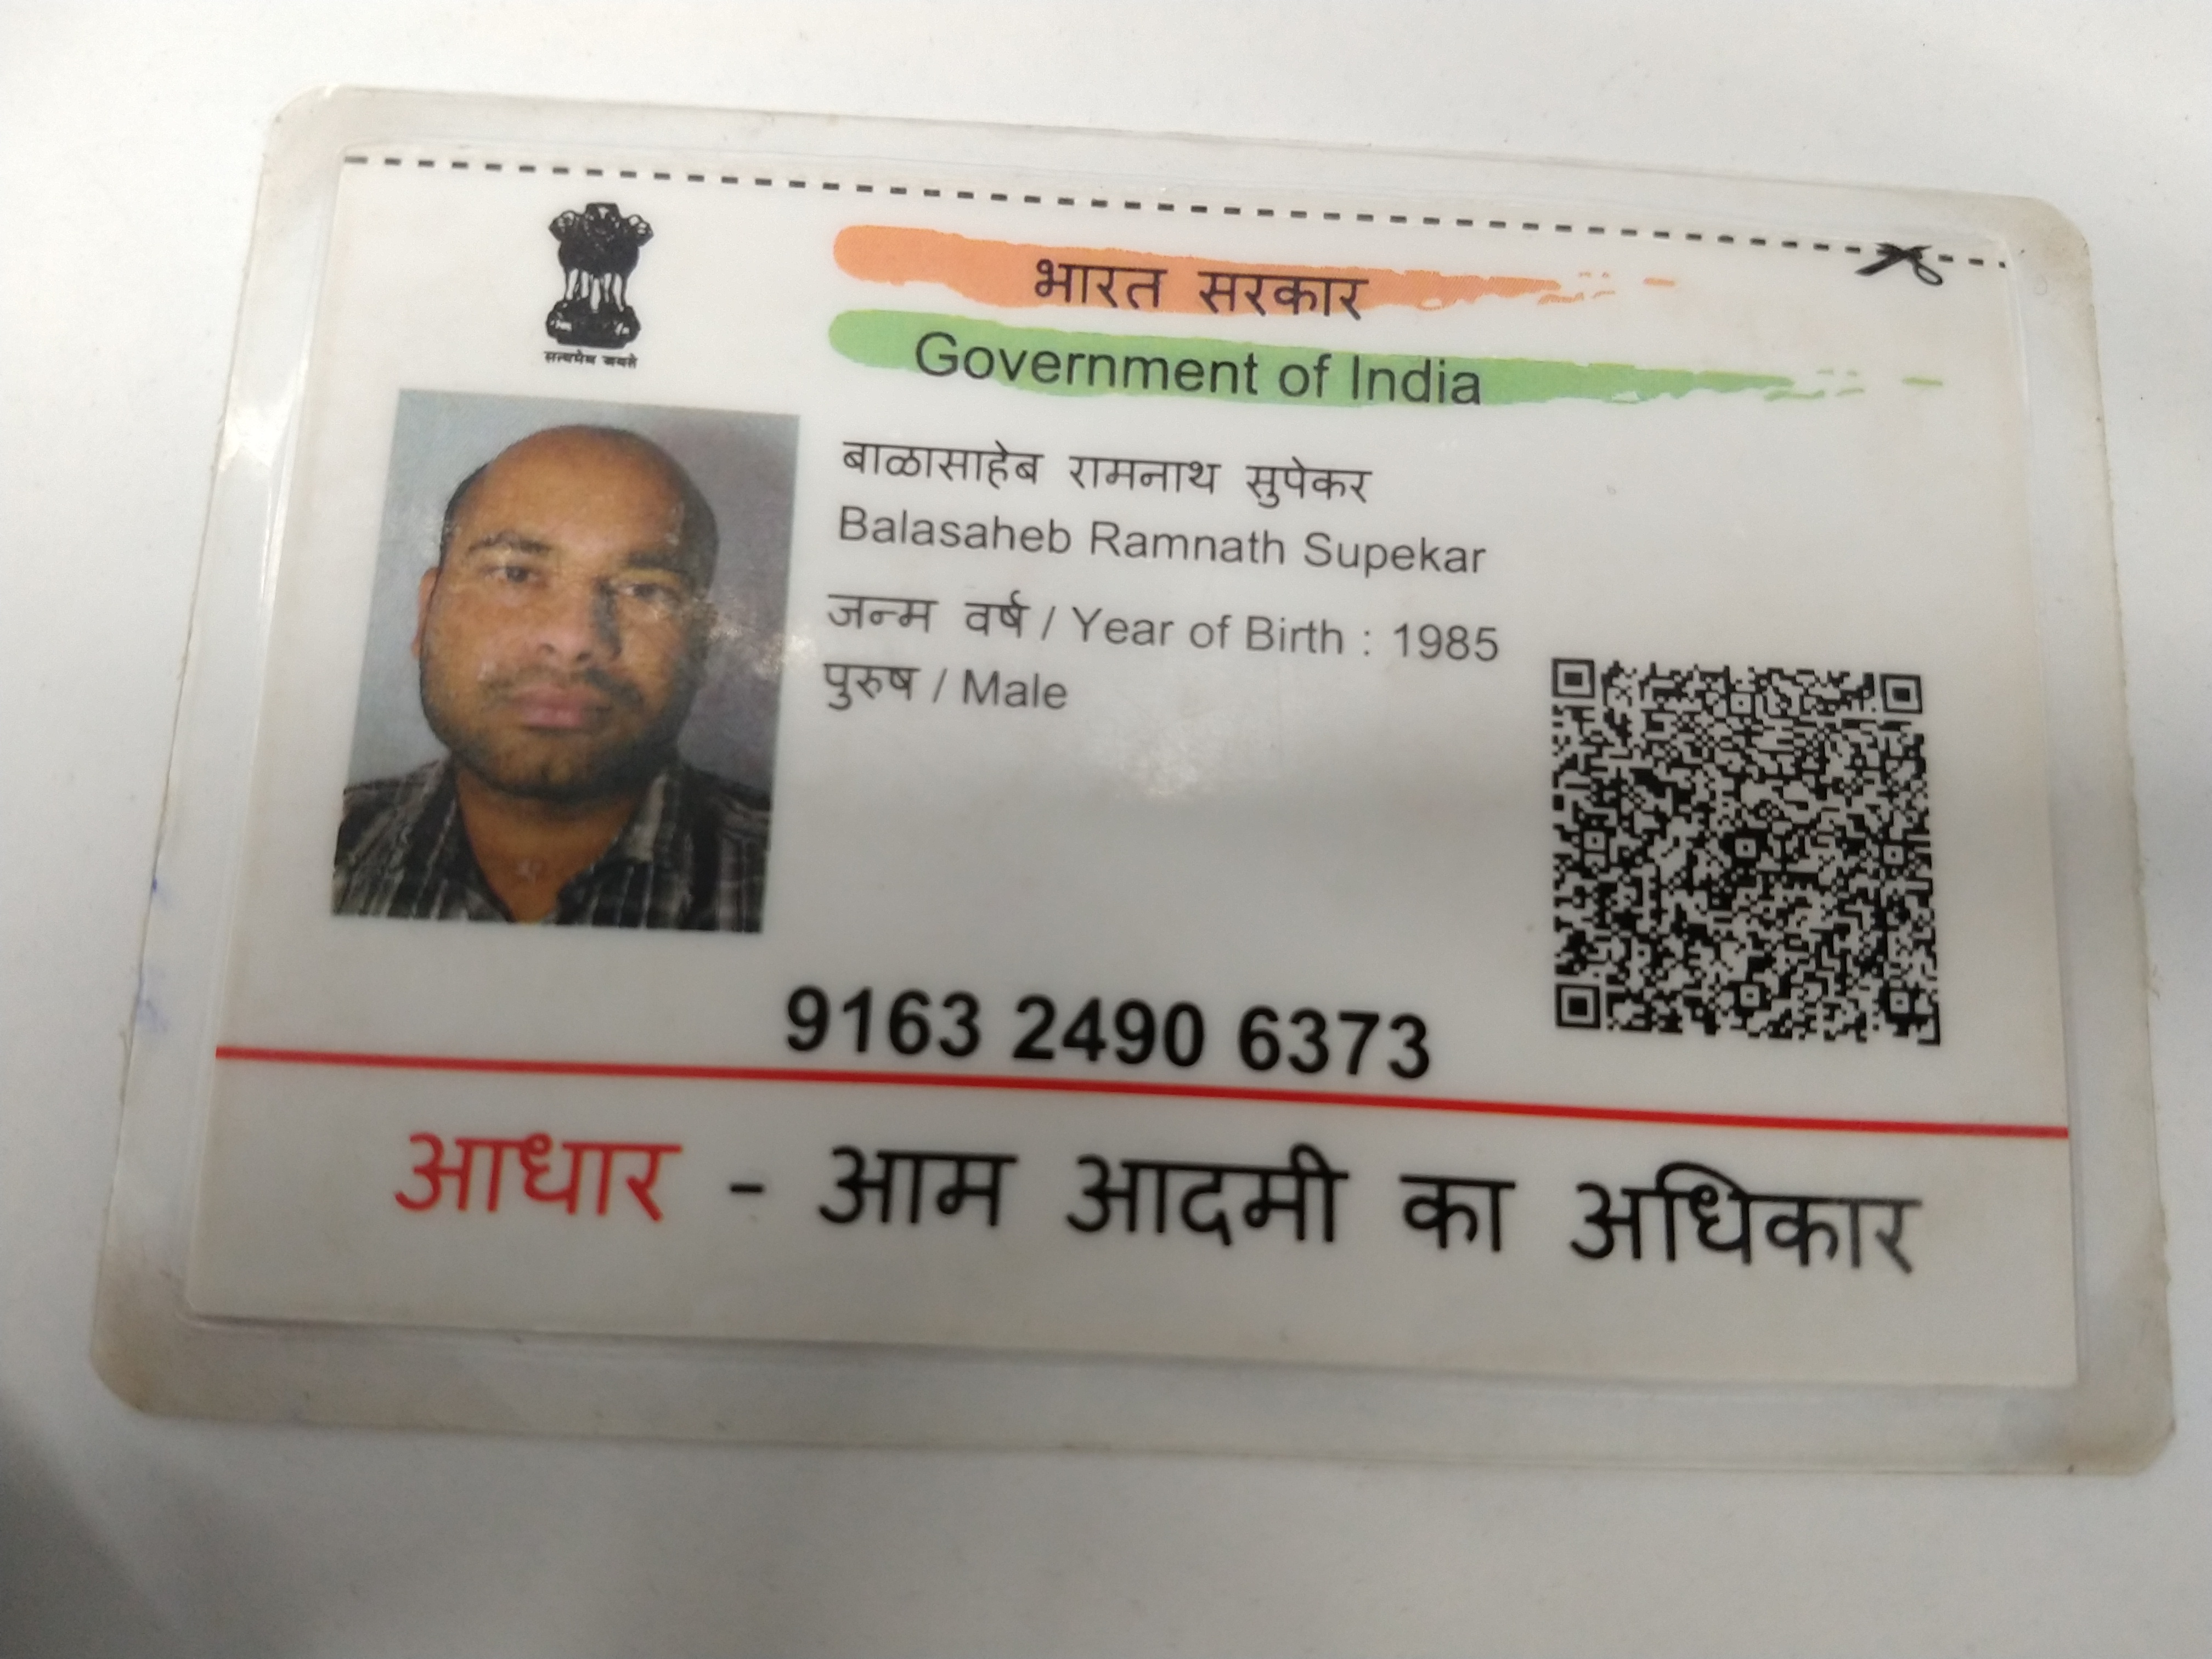 भारत सरकार
Government of India
सत्यमेव जयते
बाळासाहेब रामनाथ सुपेकर
Balasaheb Ramnath Supekar
जन्म वर्ष / Year of Birth : 1985
पुरुष / Male
9163 2490 6373
आधार - आम आदमी का अधिकार